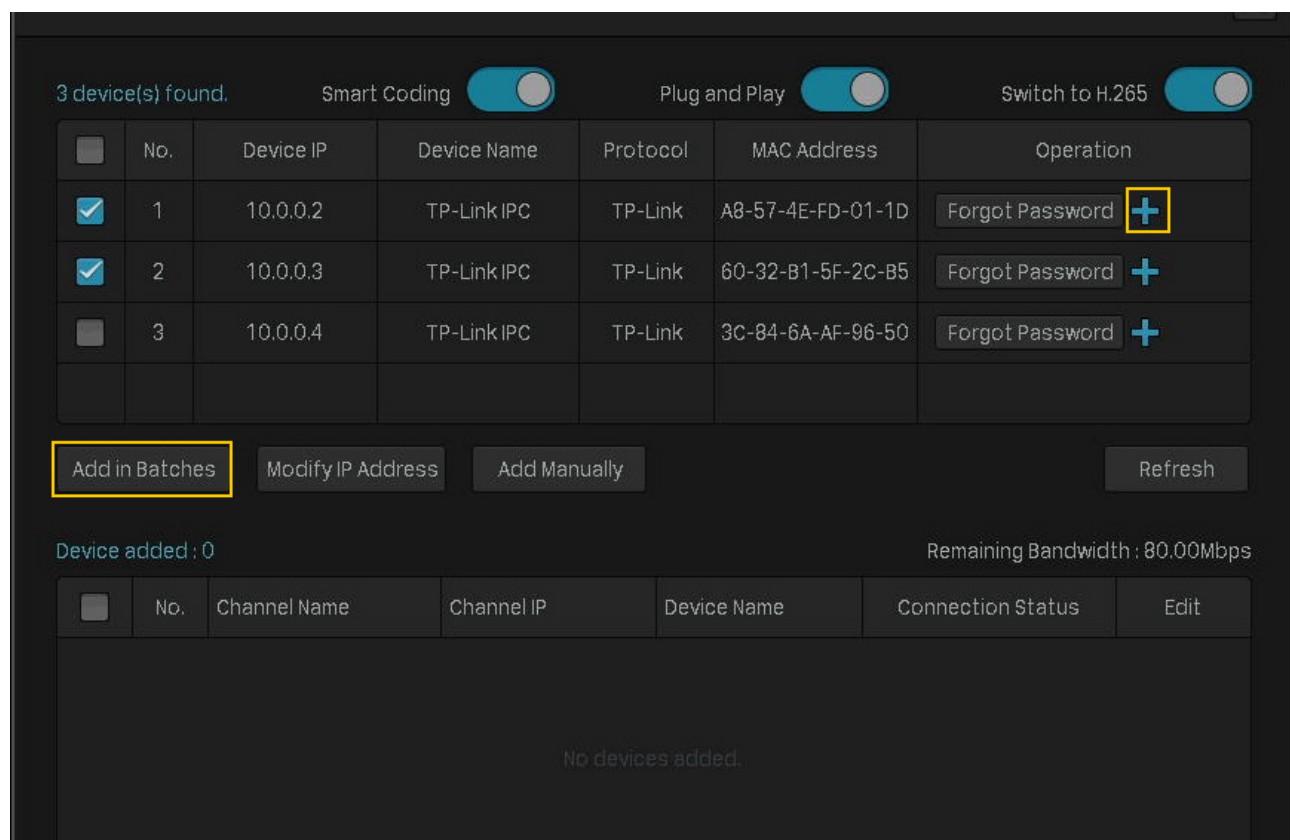 3 device(s) found. Smart Coding Plug and Play Switch to H.265
No. Device IP Device Name Protocol MAC Address Operation
1 10.0.0.2 TP-Link IPC TP-Link A8-57-4E-FD-01-1D Forgot Password
2 10.0.0.3 TP-Link IPC TP-Link 60-32-B1-5F-2C-B5 Forgot Password
3 10.0.0.4 TP-Link IPC TP-Link 3C-84-6A-AF-96-50 Forgot Password
Add in Batches Modify IP Address Add Manually Refresh
Device added : 0 Remaining Bandwidth : 80.00Mbps
No. Channel Name Channel IP Device Name Connection Status Edit
No devices added.